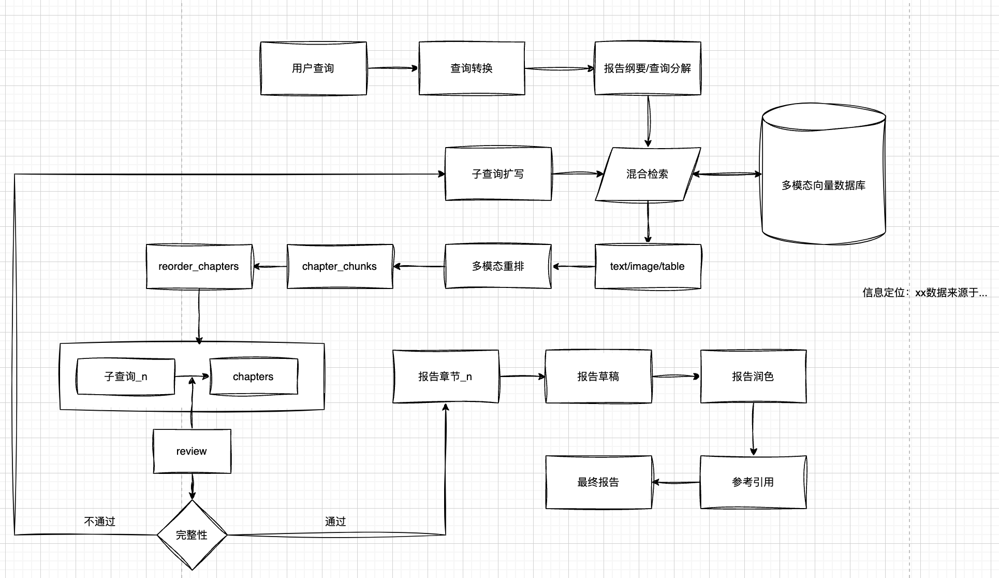 用户查询
查询转换
报告纲要/查询分解
子查询扩写
混合检索
多模态向量数据库
reorder_chapters
chapter_chunks
多模态重排
text/image/table
信息定位：xx数据来源于...
子查询_n
chapters
报告章节_n
报告草稿
报告润色
review
最终报告
参考引用
不通过
完整性
通过